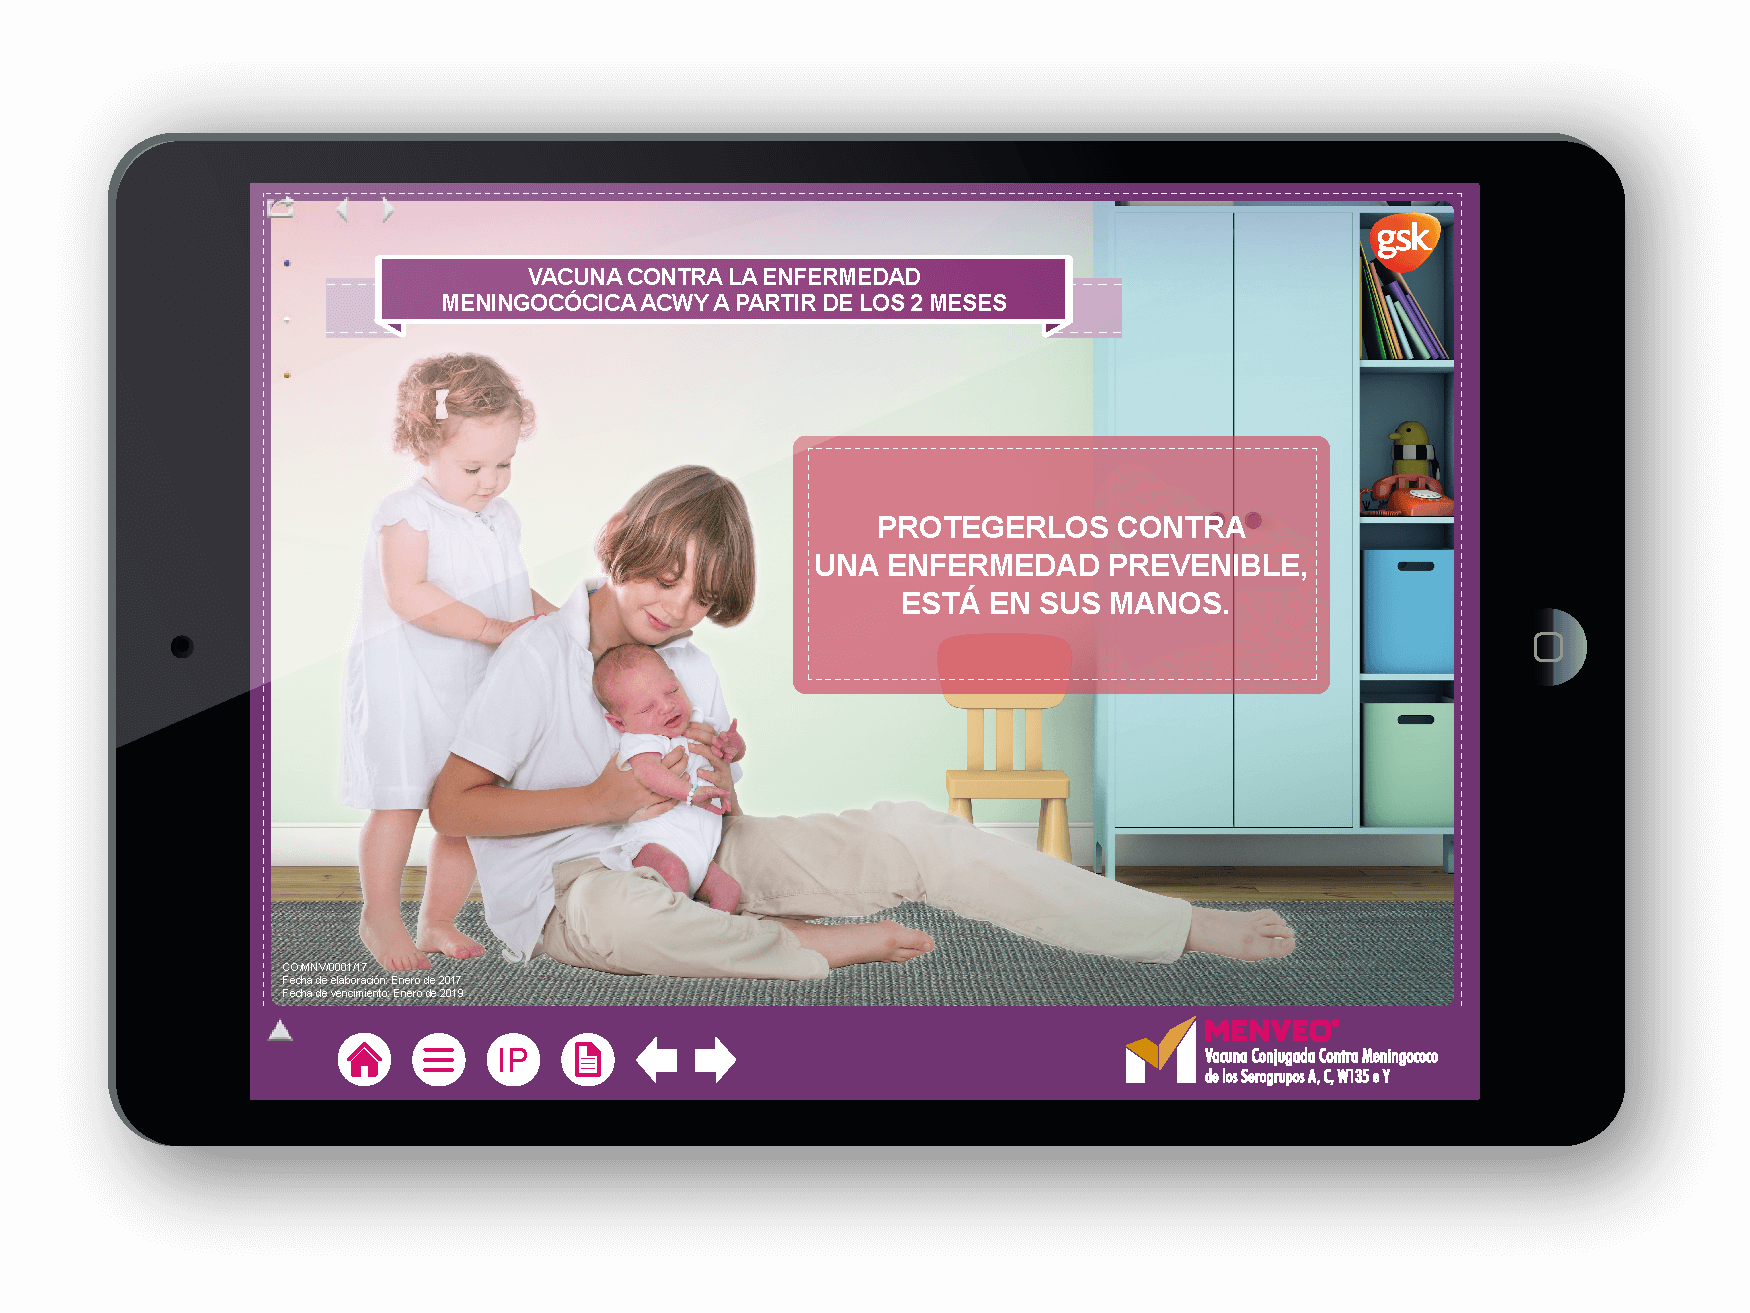 gsk
VACUNA CONTRA LA ENFERMEDAD
MENINGOCÓCICA ACWY A PARTIR DE LOS 2 MESES
PROTEGERLOS CONTRA
UNA ENFERMEDAD PREVENIBLE,
ESTÁ EN SUS MANOS.
CO/MNV/0001/17
Fecha de elaboración: Enero de 2017
Fecha de vencimiento: Enero de 2019
IP
MENVEO®
Vacuna Conjugada Contra Meningococo
de los Serogrupos A, C, W135 e Y